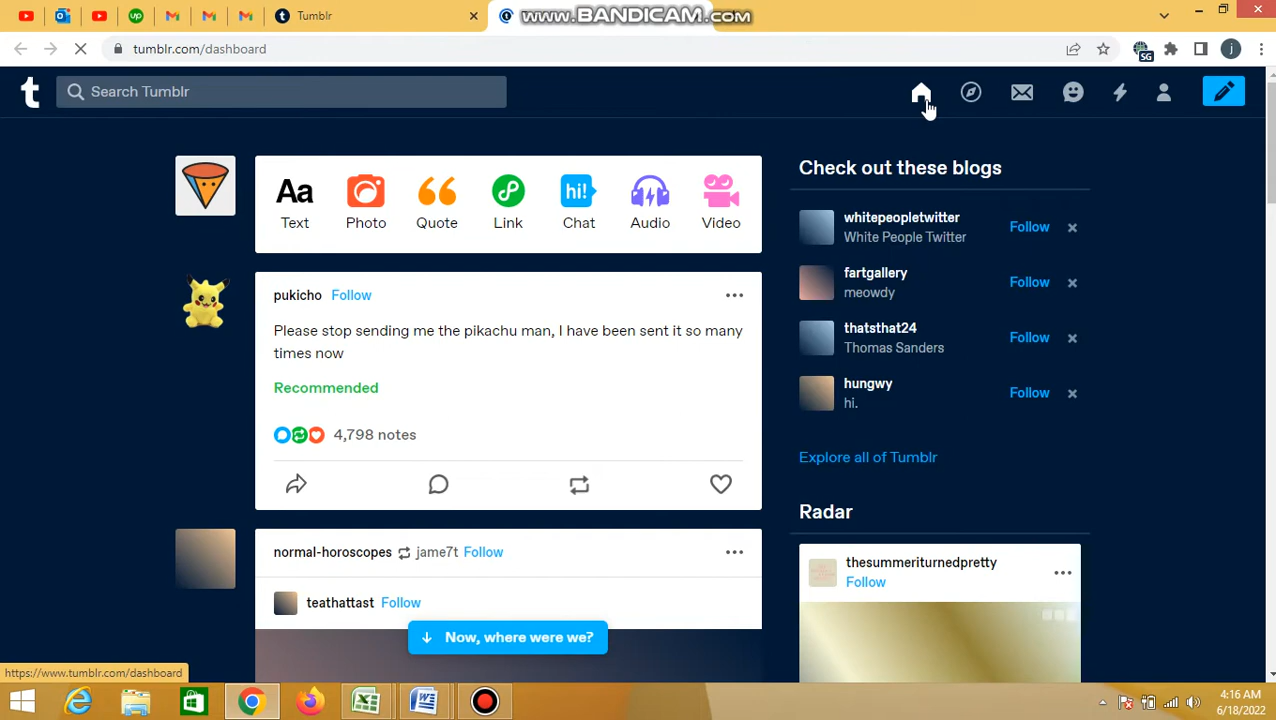 Tumblr
WWW.BANDICAM.COM
tumblr.com/dashboard
SG
j
t
Search Tumblr
Aa
hi!
Text Photo Quote Link Chat Audio Video
pukicho Follow
Please stop sending me the pikachu man, I have been sent it so many
times now
Recommended
4,798 notes
normal-horoscopes jame7t Follow
teathattast Follow
Now, where were we?
Check out these blogs
whitepeopletwitter
White People Twitter
Follow
fartgallery
meowdy
Follow
thatsthat24
Thomas Sanders
Follow
hungwy
hi.
Follow
Explore all of Tumblr
Radar
thesummeriturnedpretty
Follow
https://www.tumblr.com/dashboard
4:16 AM
6/18/2022